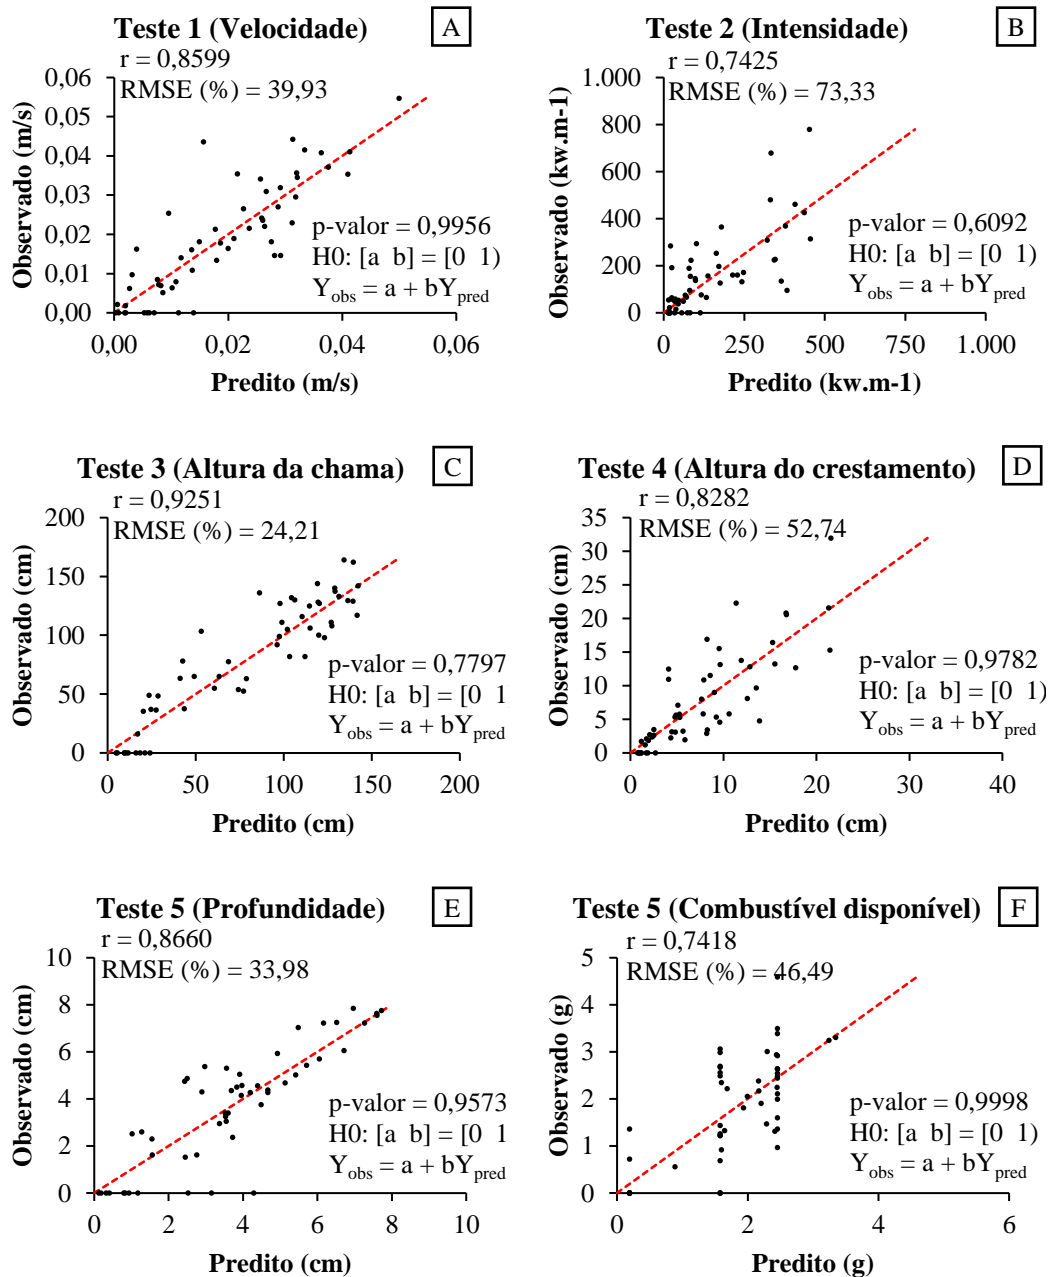 Teste 1 (Velocidade)
A
r = 0,8599
RMSE (%) = 39,93
0,06
0,05
0,04
0,03
0,02
0,01
0,00
Observado (m/s)
p-valor = 0,9956
H0: [a b] = [0 1)
Yobs = a + bYpred
0,00 0,02 0,04 0,06
Predito (m/s)
Teste 2 (Intensidade)
B
r = 0,7425
RMSE (%) = 73,33
1.000
800
600
400
200
0
Observado (kw.m-1)
p-valor = 0,6092
H0: [a b] = [0 1)
Yobs = a + bYpred
0 250 500 750 1.000
Predito (kw.m-1)
Teste 3 (Altura da chama)
C
r = 0,9251
RMSE (%) = 24,21
200
150
100
50
0
Observado (cm)
p-valor = 0,7797
H0: [a b] = [0 1
Yobs = a + bYpred
0 50 100 150 200
Predito (cm)
Teste 4 (Altura do crestamento)
D
r = 0,8282
RMSE (%) = 52,74
35
30
25
20
15
10
5
0
Observado (cm)
p-valor = 0,9782
H0: [a b] = [0 1)
Yobs = a + bYpred
0 10 20 30 40
Predito (cm)
Teste 5 (Profundidade)
E
r = 0,8660
RMSE (%) = 33,98
10
8
6
4
2
0
Observado (cm)
p-valor = 0,9573
H0: [a b] = [0 1
Yobs = a + bYpred
0 2 4 6 8 10
Predito (cm)
Teste 5 (Combustível disponível)
F
r = 0,7418
RMSE (%) = 46,49
5
4
3
2
1
0
Observado (g)
p-valor = 0,9998
H0: [a b] = [0 1)
Yobs = a + bYpred
0 2 4 6
Predito (g)